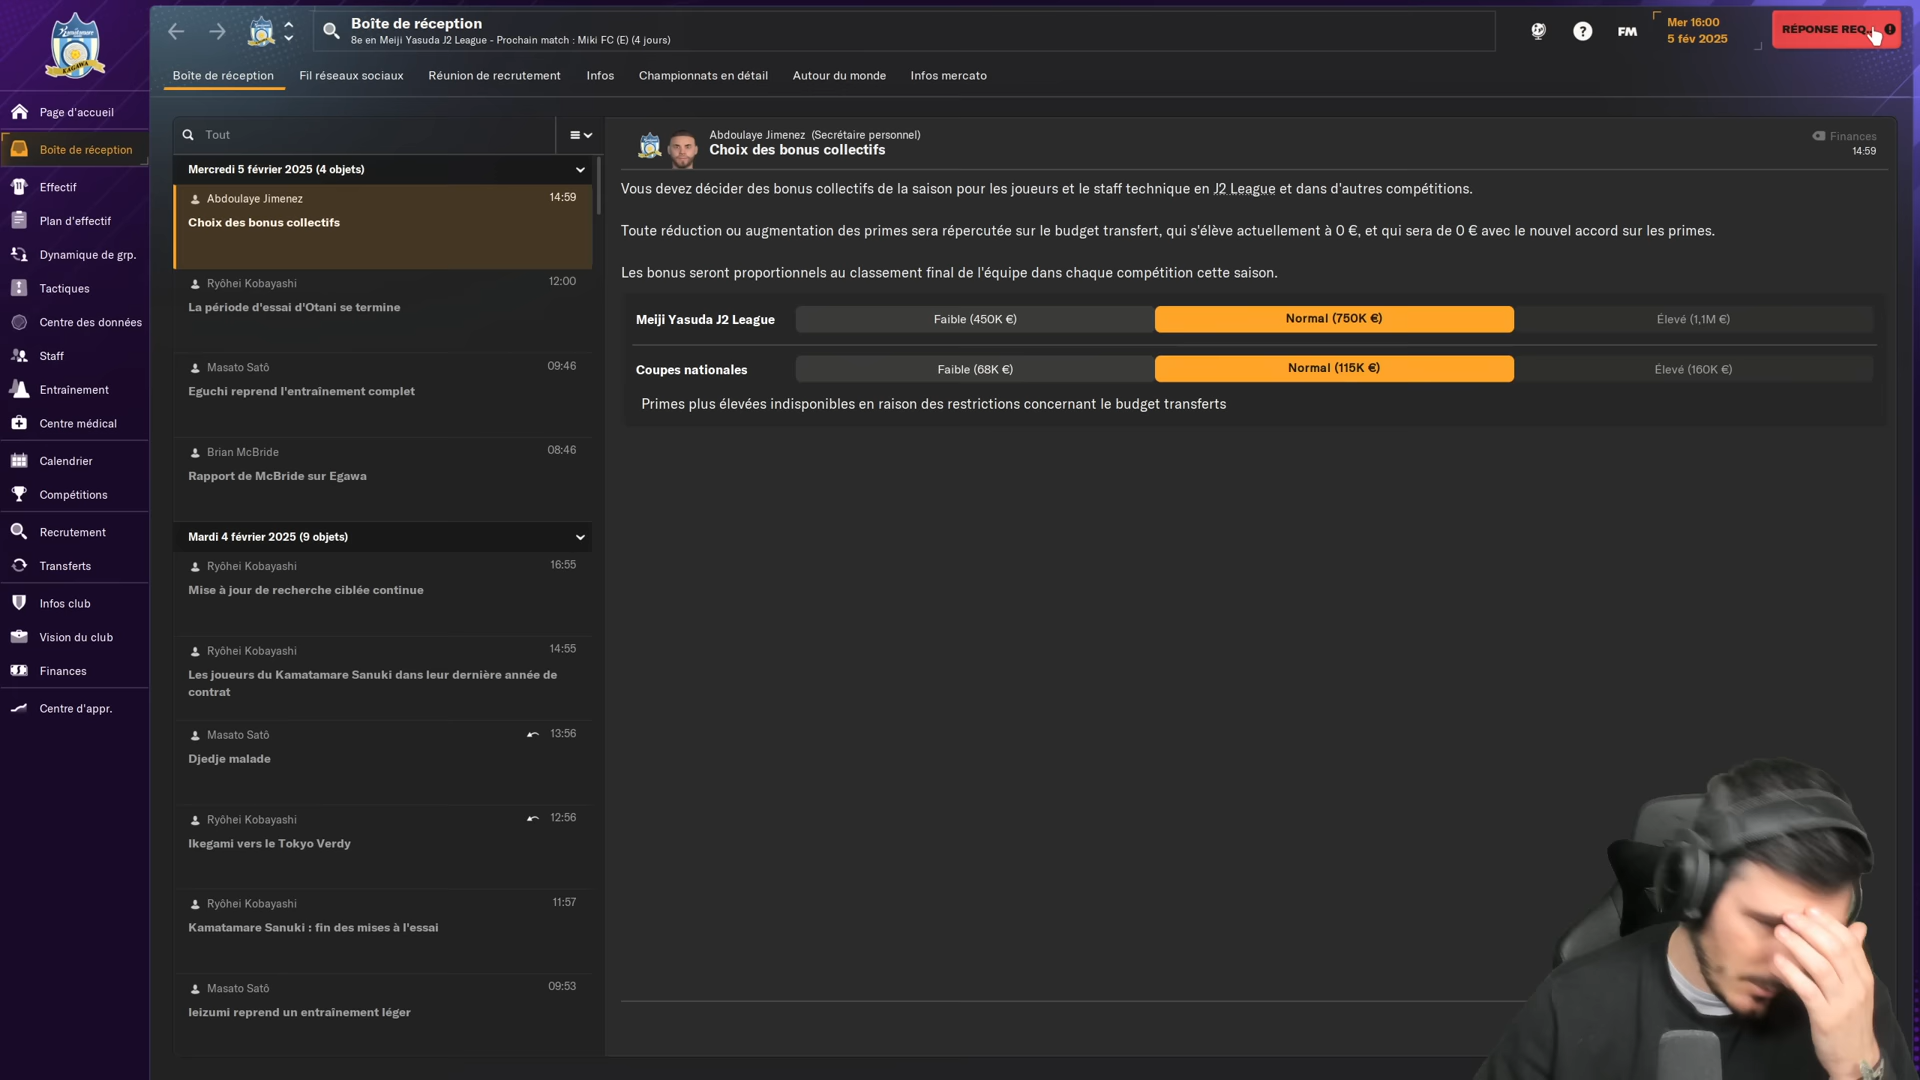 Boîte de réception
8e en Meiji Yasuda J2 League - Prochain match : Miki FC (E) (4 jours)
FM
Mer 16:00
5 fév 2025
RÉPONSE REQ...
Boîte de réception
Fil réseaux sociaux
Réunion de recrutement
Infos
Championnats en détail
Autour du monde
Infos mercato
Kamatamare
KAGAWA
Page d'accueil
Boîte de réception
Effectif
Plan d'effectif
Dynamique de grp.
Tactiques
Centre des données
Staff
Entraînement
Centre médical
Calendrier
Compétitions
Recrutement
Transferts
Infos club
Vision du club
Finances
Centre d'appr.
Tout
Mercredi 5 février 2025 (4 objets)
Abdoulaye Jimenez 14:59
Choix des bonus collectifs
Ryôhei Kobayashi 12:00
La période d'essai d'Otani se termine
Masato Satô 09:46
Eguchi reprend l'entraînement complet
Brian McBride 08:46
Rapport de McBride sur Egawa
Mardi 4 février 2025 (9 objets)
Ryôhei Kobayashi 16:55
Mise à jour de recherche ciblée continue
Ryôhei Kobayashi 14:55
Les joueurs du Kamatamare Sanuki dans leur dernière année de
contrat
Masato Satô 13:56
Djedje malade
Ryôhei Kobayashi 12:56
Ikegami vers le Tokyo Verdy
Ryôhei Kobayashi 11:57
Kamatamare Sanuki : fin des mises à l'essai
Masato Satô 09:53
Ieizumi reprend un entraînement léger
Abdoulaye Jimenez (Secrétaire personnel)
Choix des bonus collectifs
Finances
14:59
Vous devez décider des bonus collectifs de la saison pour les joueurs et le staff technique en J2 League et dans d'autres compétitions.
Toute réduction ou augmentation des primes sera répercutée sur le budget transfert, qui s'élève actuellement à 0 €, et qui sera de 0 € avec le nouvel accord sur les primes.
Les bonus seront proportionnels au classement final de l'équipe dans chaque compétition cette saison.
Meiji Yasuda J2 League Faible (450K €) Normal (750K €) Élevé (1,1M €)
Coupes nationales Faible (68K €) Normal (115K €) Élevé (160K €)
Primes plus élevées indisponibles en raison des restrictions concernant le budget transferts